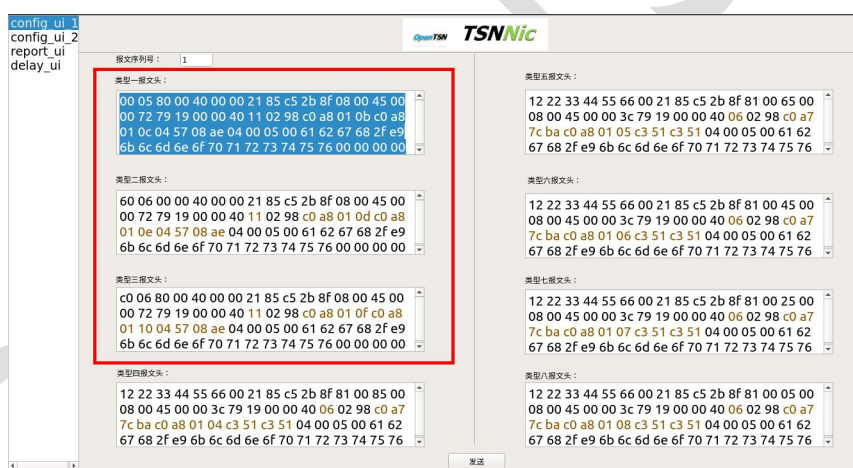 config_ui_1
config_ui_2
report_ui
delay_ui
OpenTSN TSNNic
报文序列号： 1
类型一报文头：
00 05 80 00 40 00 00 21 85 c5 2b 8f 08 00 45 00
00 72 79 19 00 00 40 11 02 98 c0 a8 01 0b c0 a8
01 0c 04 57 08 ae 04 00 05 00 61 62 67 68 2f e9
6b 6c 6d 6e 6f 70 71 72 73 74 75 76 00 00 00 00
类型二报文头：
60 06 00 00 40 00 00 21 85 c5 2b 8f 08 00 45 00
00 72 79 19 00 00 40 11 02 98 c0 a8 01 0d c0 a8
01 0e 04 57 08 ae 04 00 05 00 61 62 67 68 2f e9
6b 6c 6d 6e 6f 70 71 72 73 74 75 76 00 00 00 00
类型三报文头：
c0 06 80 00 40 00 00 21 85 c5 2b 8f 08 00 45 00
00 72 79 19 00 00 40 11 02 98 c0 a8 01 0f c0 a8
01 10 04 57 08 ae 04 00 05 00 61 62 67 68 2f e9
6b 6c 6d 6e 6f 70 71 72 73 74 75 76 00 00 00 00
类型四报文头：
12 22 33 44 55 66 00 21 85 c5 2b 8f 81 00 85 00
08 00 45 00 00 3c 79 19 00 00 40 06 02 98 c0 a7
7c ba c0 a8 01 04 c3 51 c3 51 04 00 05 00 61 62
67 68 2f e9 6b 6c 6d 6e 6f 70 71 72 73 74 75 76
类型五报文头：
12 22 33 44 55 66 00 21 85 c5 2b 8f 81 00 65 00
08 00 45 00 00 3c 79 19 00 00 40 06 02 98 c0 a7
7c ba c0 a8 01 05 c3 51 c3 51 04 00 05 00 61 62
67 68 2f e9 6b 6c 6d 6e 6f 70 71 72 73 74 75 76
类型六报文头：
12 22 33 44 55 66 00 21 85 c5 2b 8f 81 00 45 00
08 00 45 00 00 3c 79 19 00 00 40 06 02 98 c0 a7
7c ba c0 a8 01 06 c3 51 c3 51 04 00 05 00 61 62
67 68 2f e9 6b 6c 6d 6e 6f 70 71 72 73 74 75 76
类型七报文头：
12 22 33 44 55 66 00 21 85 c5 2b 8f 81 00 25 00
08 00 45 00 00 3c 79 19 00 00 40 06 02 98 c0 a7
7c ba c0 a8 01 07 c3 51 c3 51 04 00 05 00 61 62
67 68 2f e9 6b 6c 6d 6e 6f 70 71 72 73 74 75 76
类型八报文头：
12 22 33 44 55 66 00 21 85 c5 2b 8f 81 00 05 00
08 00 45 00 00 3c 79 19 00 00 40 06 02 98 c0 a7
7c ba c0 a8 01 08 c3 51 c3 51 04 00 05 00 61 62
67 68 2f e9 6b 6c 6d 6e 6f 70 71 72 73 74 75 76
发送